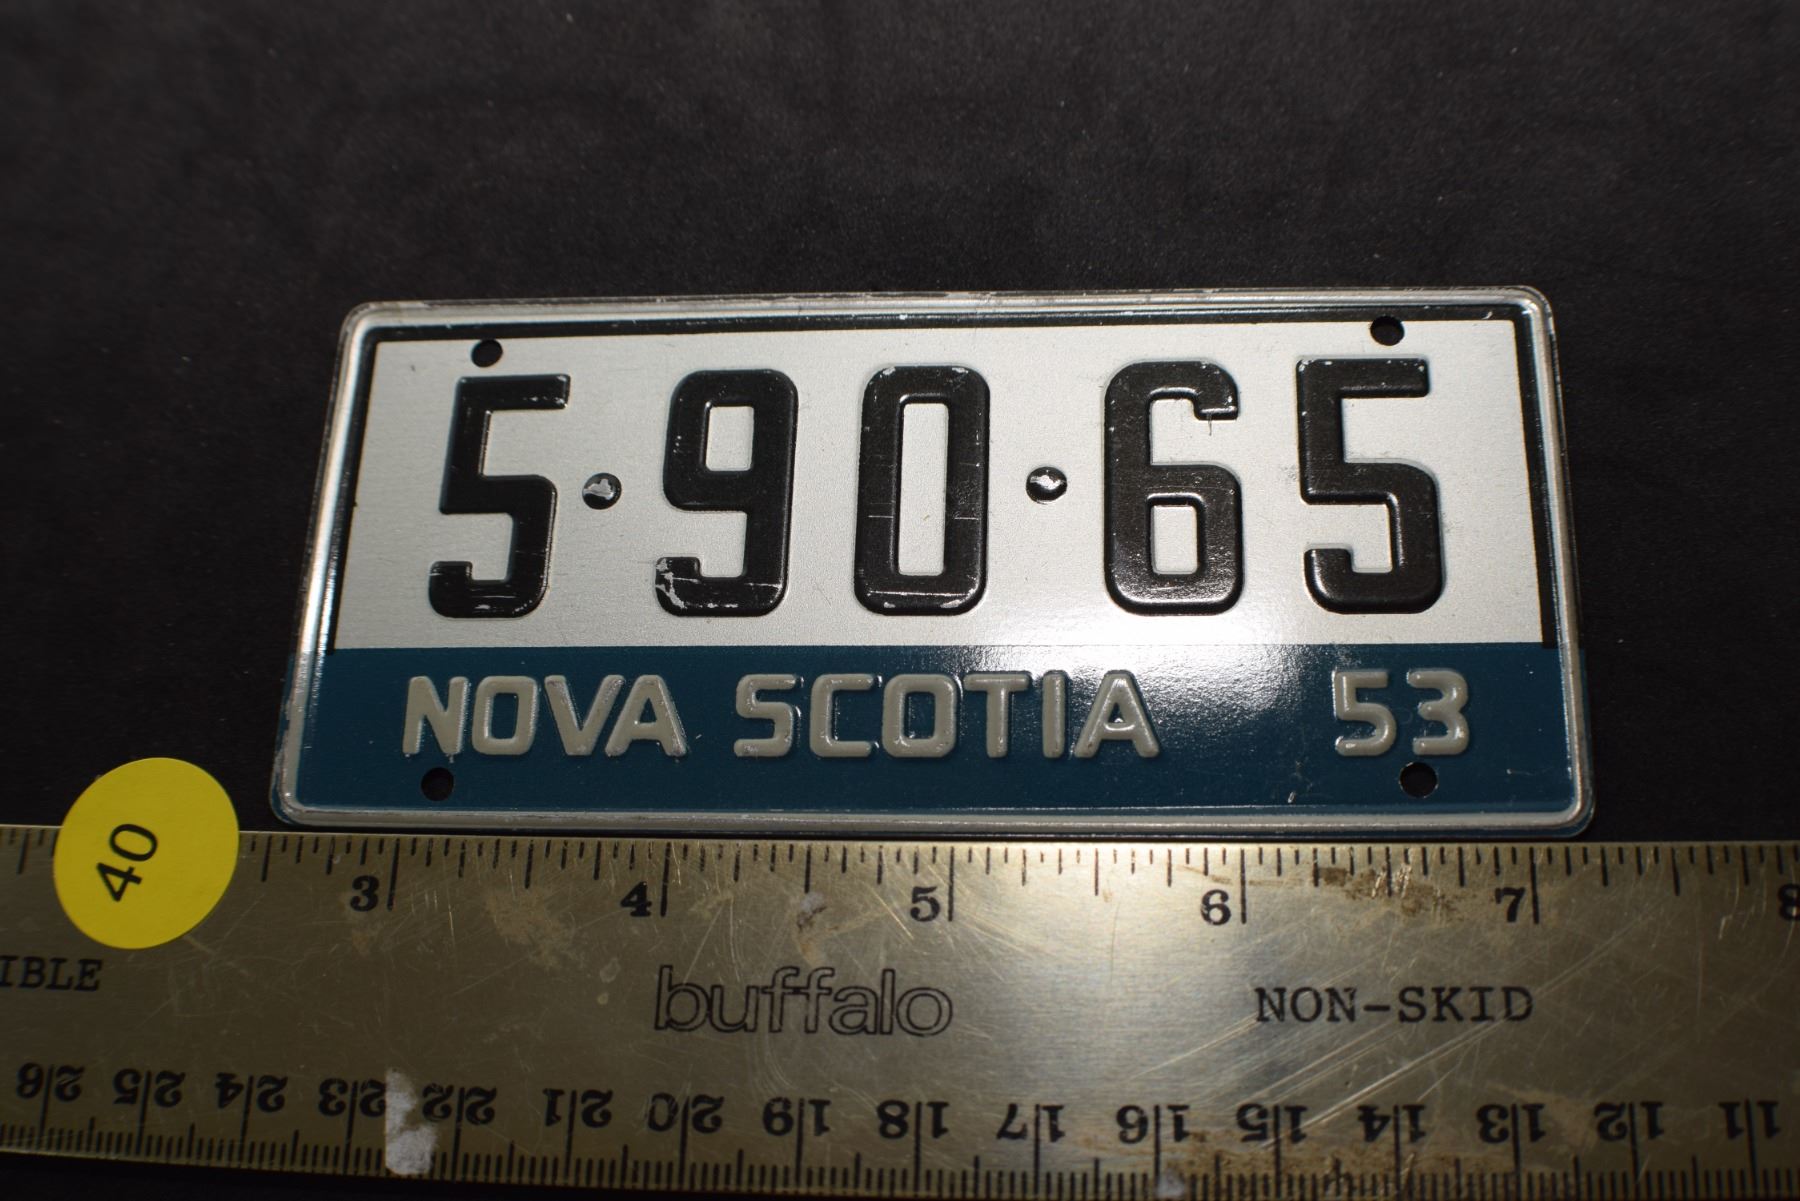 5·90·65
NOVA SCOTIA 53
40
3 4 5 6 7 8
IBLE buffalo NON-SKID
26 25 24 23 22 21 20 19 18 17 16 15 14 13 12 11